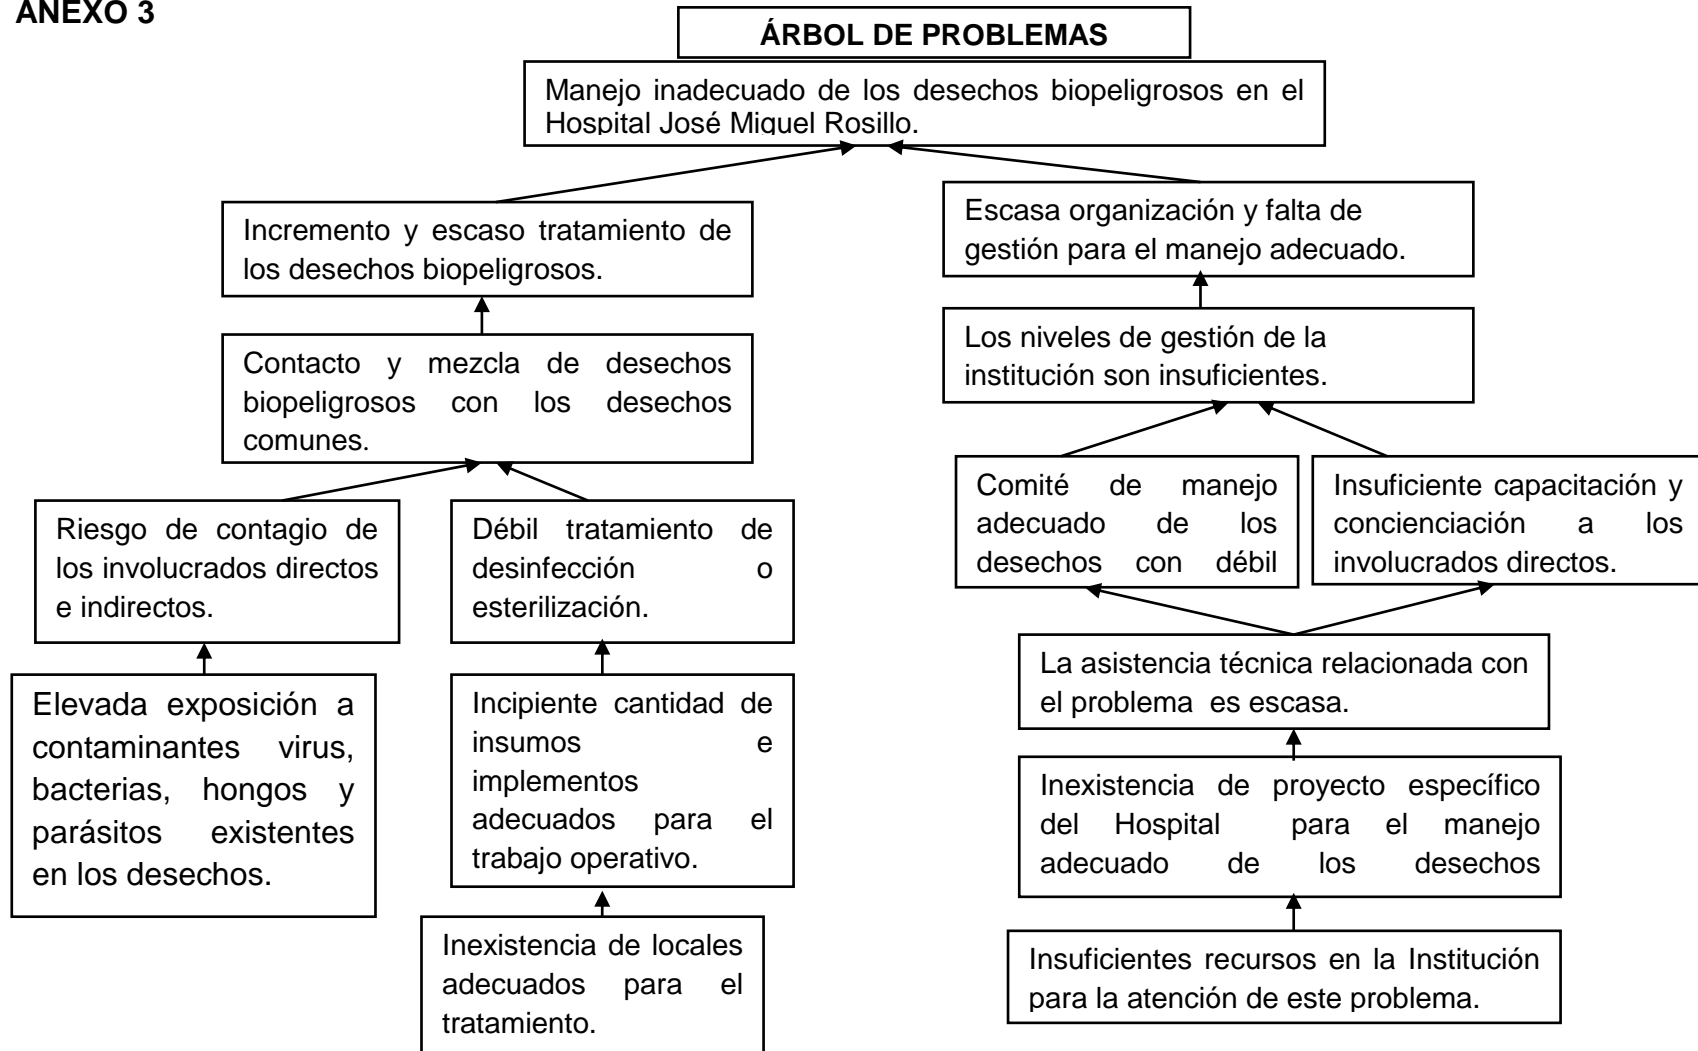 ANEXO 3
ÁRBOL DE PROBLEMAS
Manejo inadecuado de los desechos biopeligrosos en el
Hospital José Miguel Rosillo.
Incremento y escaso tratamiento de
los desechos biopeligrosos.
Escasa organización y falta de
gestión para el manejo adecuado.
Contacto y mezcla de desechos
biopeligrosos con los desechos
comunes.
Los niveles de gestión de la
institución son insuficientes.
Riesgo de contagio de
los involucrados directos
e indirectos.
Débil tratamiento de
desinfección o
esterilización.
Comité de manejo
adecuado de los
desechos con débil
Insuficiente capacitación y
concienciación a los
involucrados directos.
Elevada exposición a
contaminantes virus,
bacterias, hongos y
parásitos existentes
en los desechos.
Incipiente cantidad de
insumos e
implementos
adecuados para el
trabajo operativo.
La asistencia técnica relacionada con
el problema es escasa.
Inexistencia de proyecto específico
del Hospital para el manejo
adecuado de los desechos
Inexistencia de locales
adecuados para el
tratamiento.
Insuficientes recursos en la Institución
para la atención de este problema.